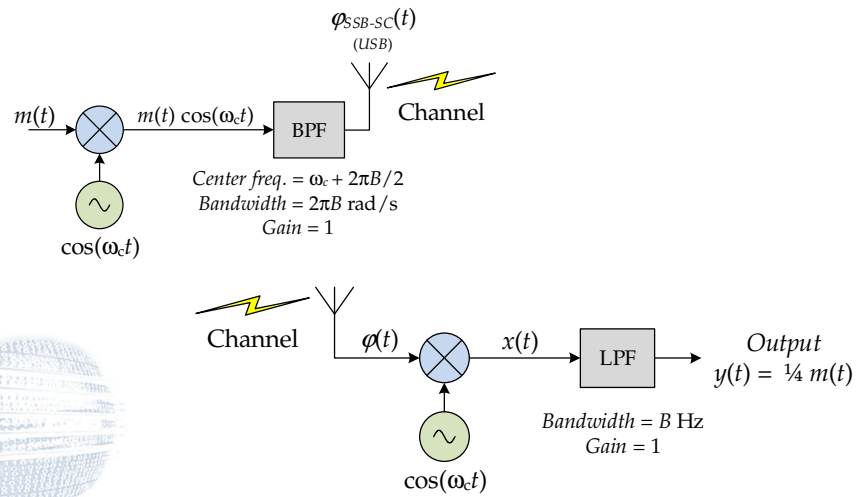 φSSB-SC(t)
(USB)
m(t)
m(t) cos(ωct)
BPF
Channel
Center freq. = ωc + 2πB/2
Bandwidth = 2πB rad/s
Gain = 1
cos(ωct)
Channel
φ(t)
x(t)
LPF
Output
y(t) = ¼ m(t)
Bandwidth = B Hz
Gain = 1
cos(ωct)